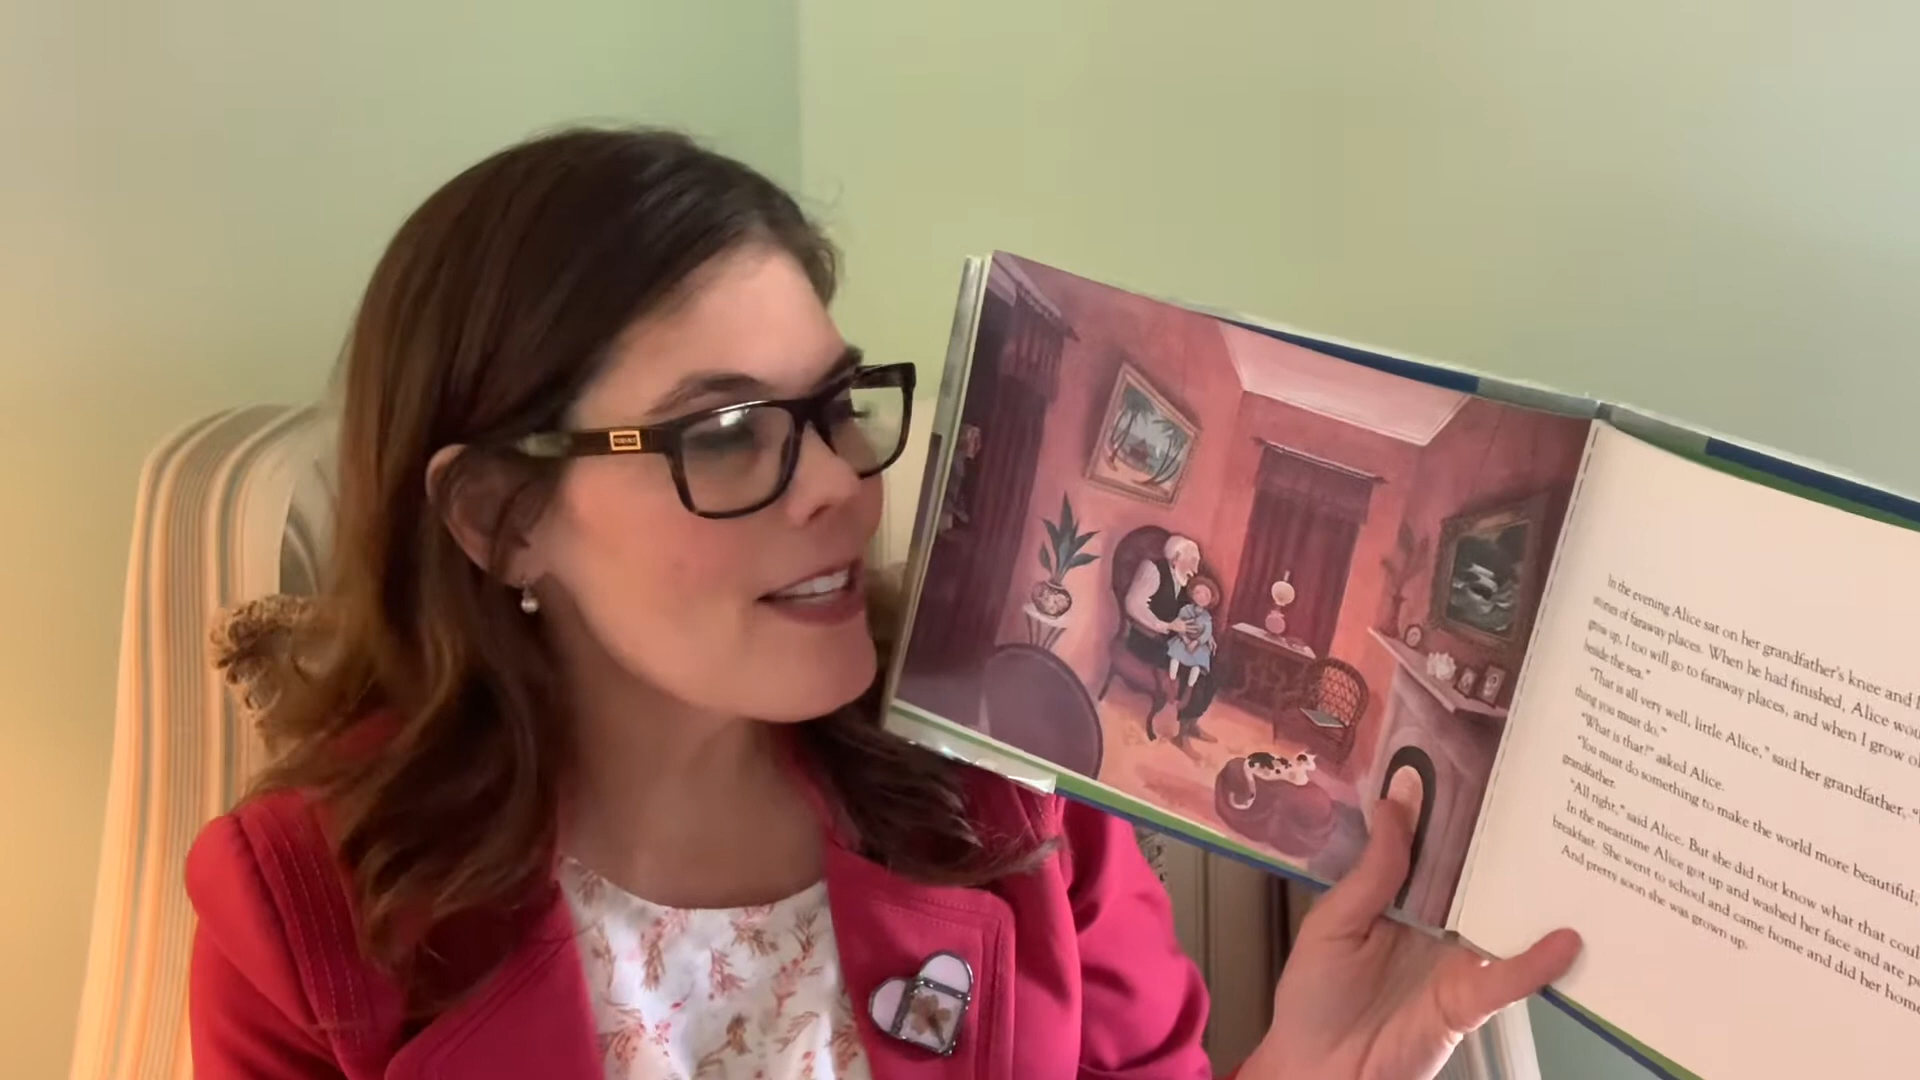 In the evening Alice sat on her grandfather's knee and
stories of faraway places. When he had finished, Alice wou
grow up, I too will go to faraway places, and when I grow ol
beside the sea."
"That is all very well, little Alice," said her grandfather, "
thing you must do."
"What is that?" asked Alice.
"You must do something to make the world more beautiful,
grandfather.
"All right," said Alice. But she did not know what that coul
In the meantime Alice got up and washed her face and ate p
breakfast. She went to school and came home and did her home
And pretty soon she was grown up.